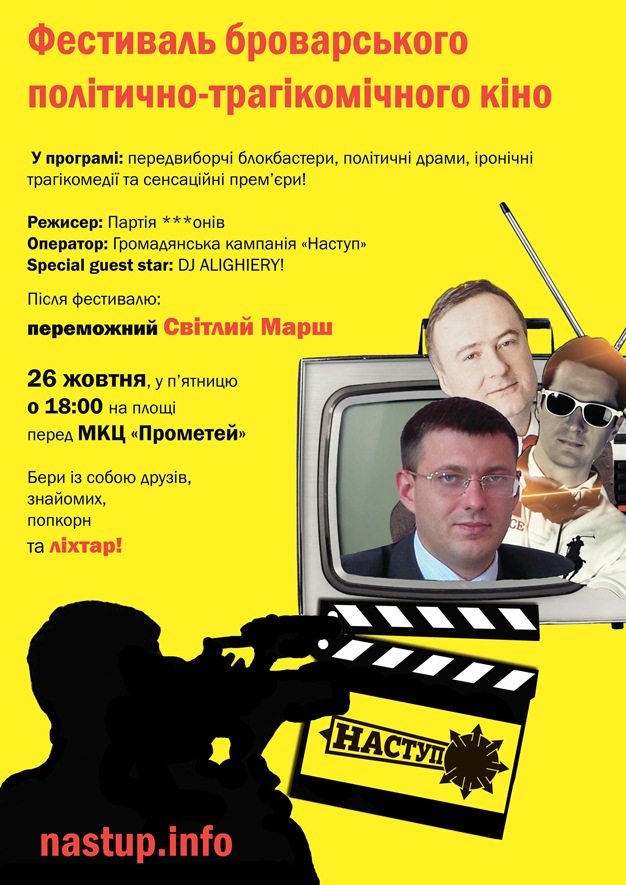 Фестиваль броварського
політично-трагікомічного кіно
У програмі: передвиборчі блокбастери, політичні драми, іронічні
трагікомедії та сенсаційні прем’єри!
Режисер: Партія ***онів
Оператор: Громадянська кампанія «Наступ»
Special guest star: DJ ALIGHIERY!
Після фестивалю:
переможний Світлий Марш
26 жовтня, у п’ятницю
о 18:00 на площі
перед МКЦ «Прометей»
Бери із собою друзів,
знайомих,
попкорн
та ліхтар!
НАСТУП
nastup.info